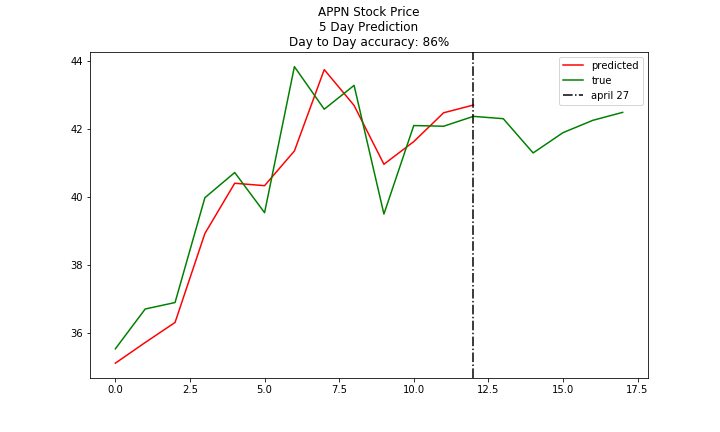 APPN Stock Price
5 Day Prediction
Day to Day accuracy: 86%
predicted
true
april 27
44
42
40
38
36
0.0 2.5 5.0 7.5 10.0 12.5 15.0 17.5